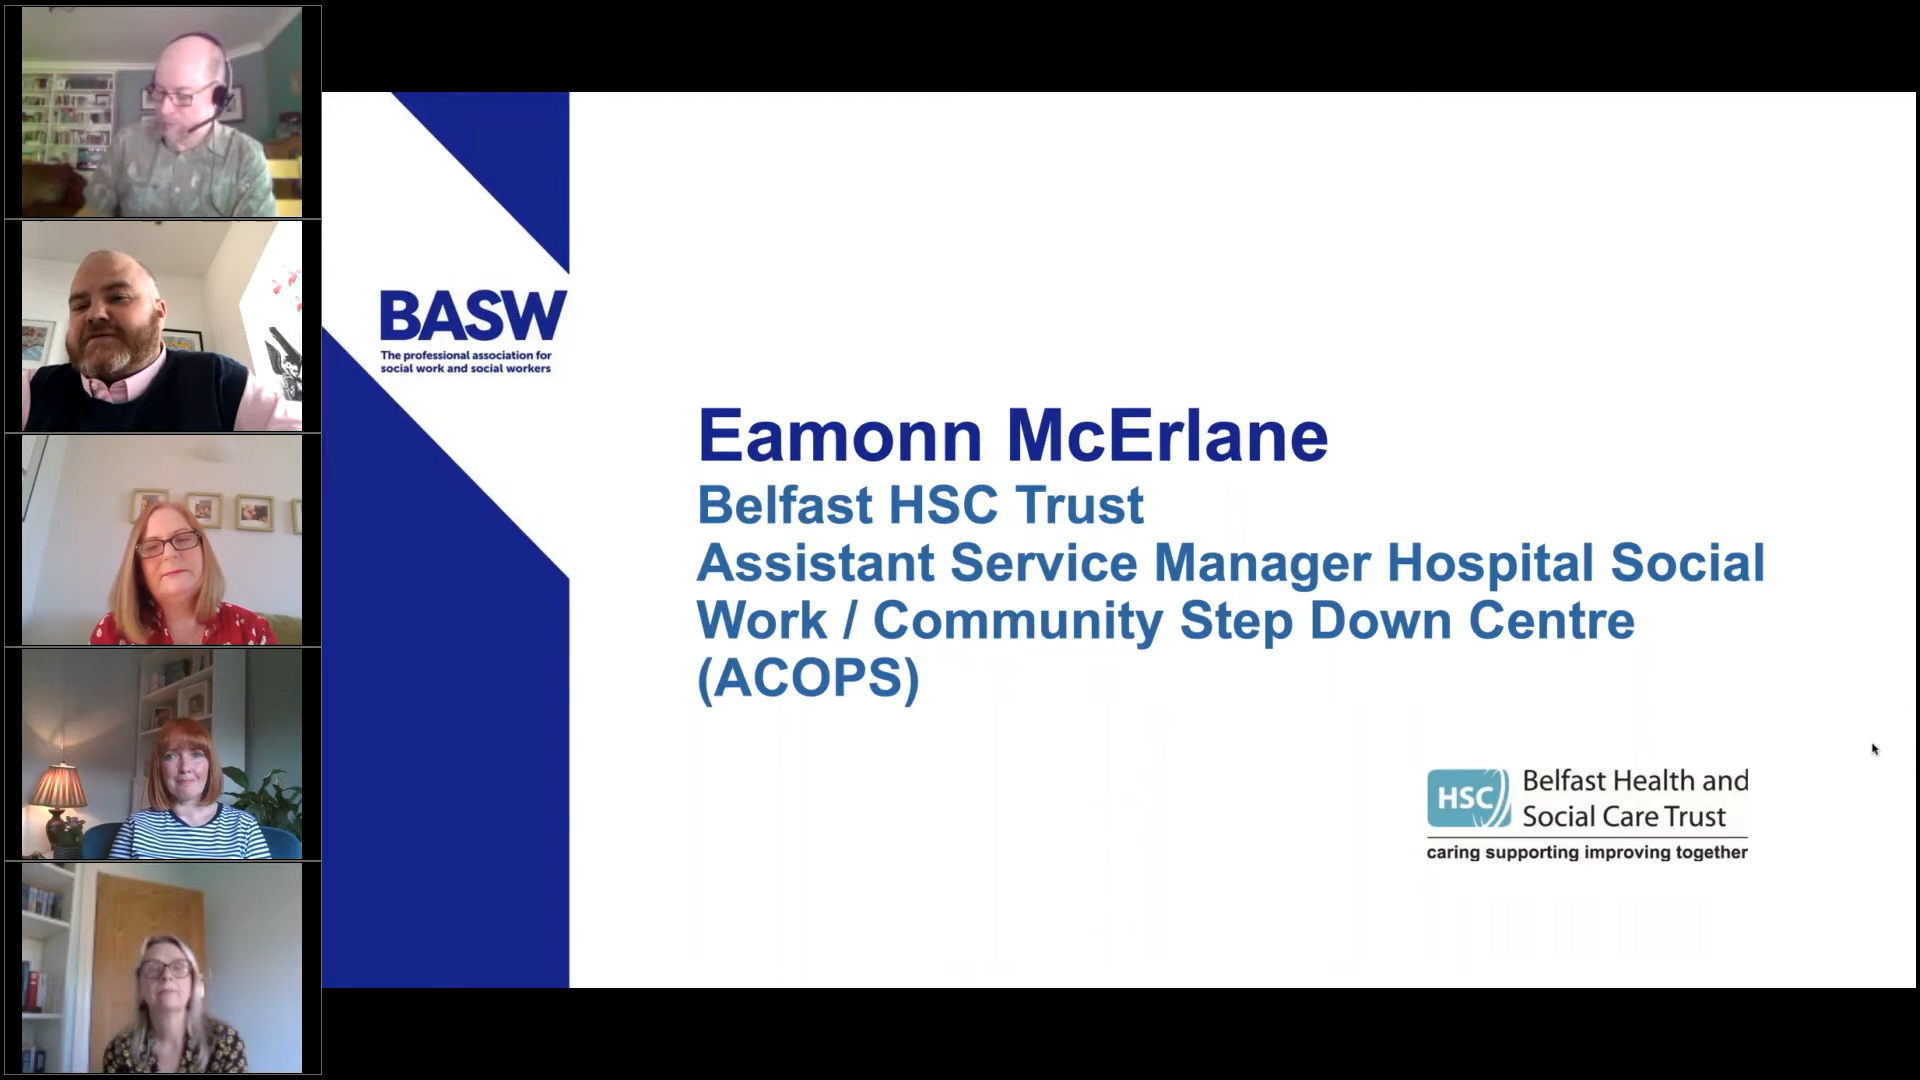 BASW
The professional association for
social work and social workers
Eamonn McErlane
Belfast HSC Trust
Assistant Service Manager Hospital Social
Work / Community Step Down Centre
(ACOPS)
HSC
Belfast Health and
Social Care Trust
caring supporting improving together